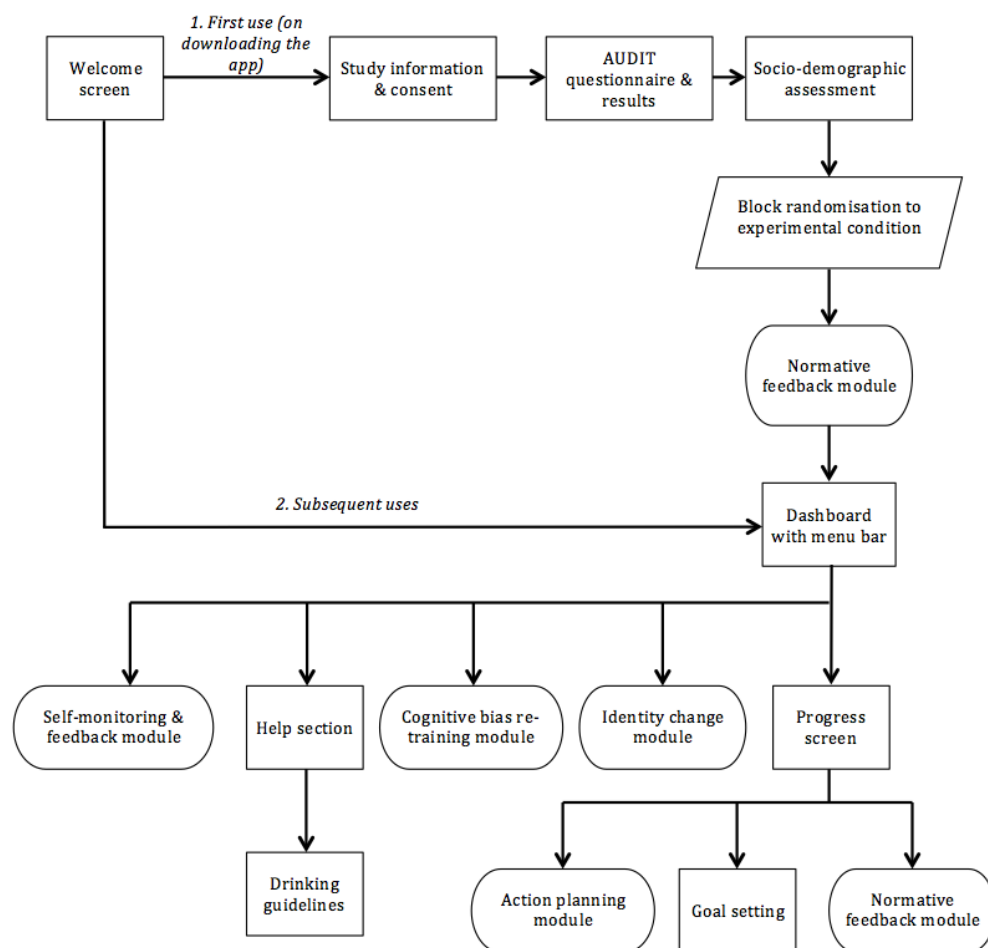 1. First use (on
downloading the
app)
Welcome
screen
Study information
& consent
AUDIT
questionnaire &
results
Socio-demographic
assessment
Block randomisation to
experimental condition
Normative
feedback module
2. Subsequent uses
Dashboard
with menu bar
Self-monitoring &
feedback module
Help section
Cognitive bias re-
training module
Identity change
module
Progress
screen
Drinking
guidelines
Action planning
module
Goal setting
Normative
feedback module